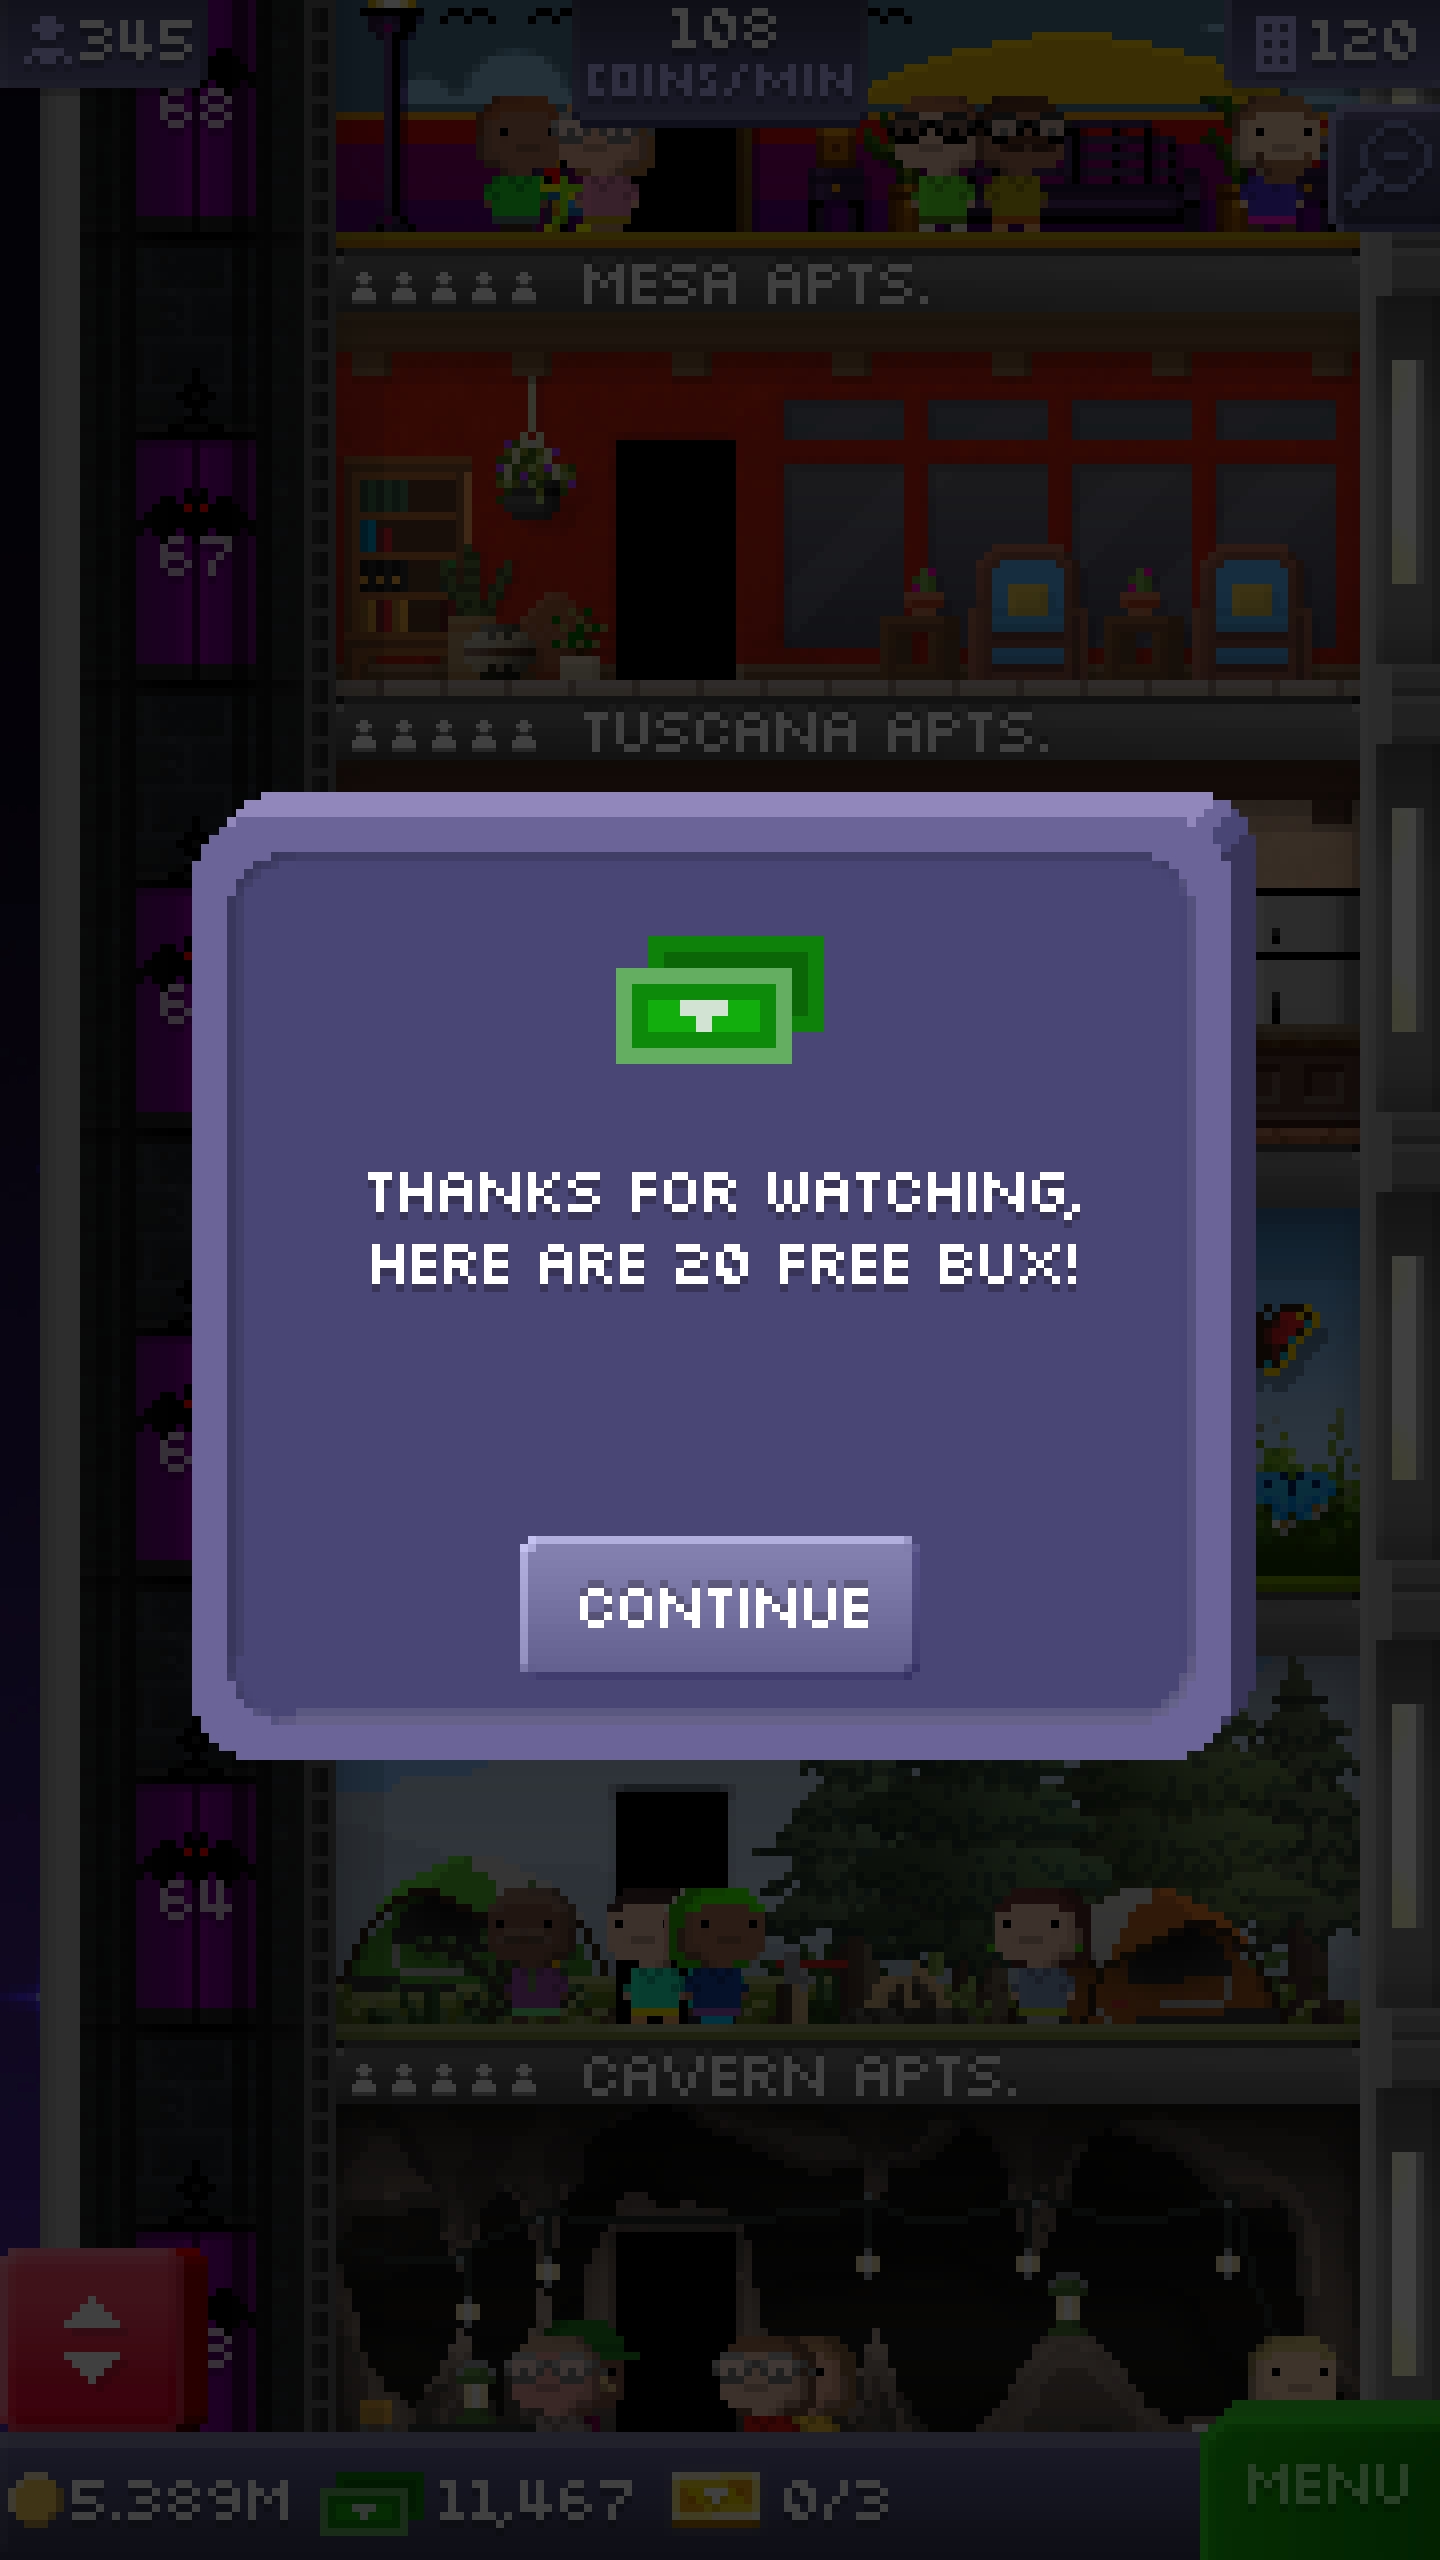 345
108
COINS/MIN
120
68
MESA APTS.
67
TUSCANA APTS.
THANKS FOR WATCHING,
HERE ARE 20 FREE BUX!
CONTINUE
64
CAVERN APTS.
5.389M
11,467
0/3
MENU